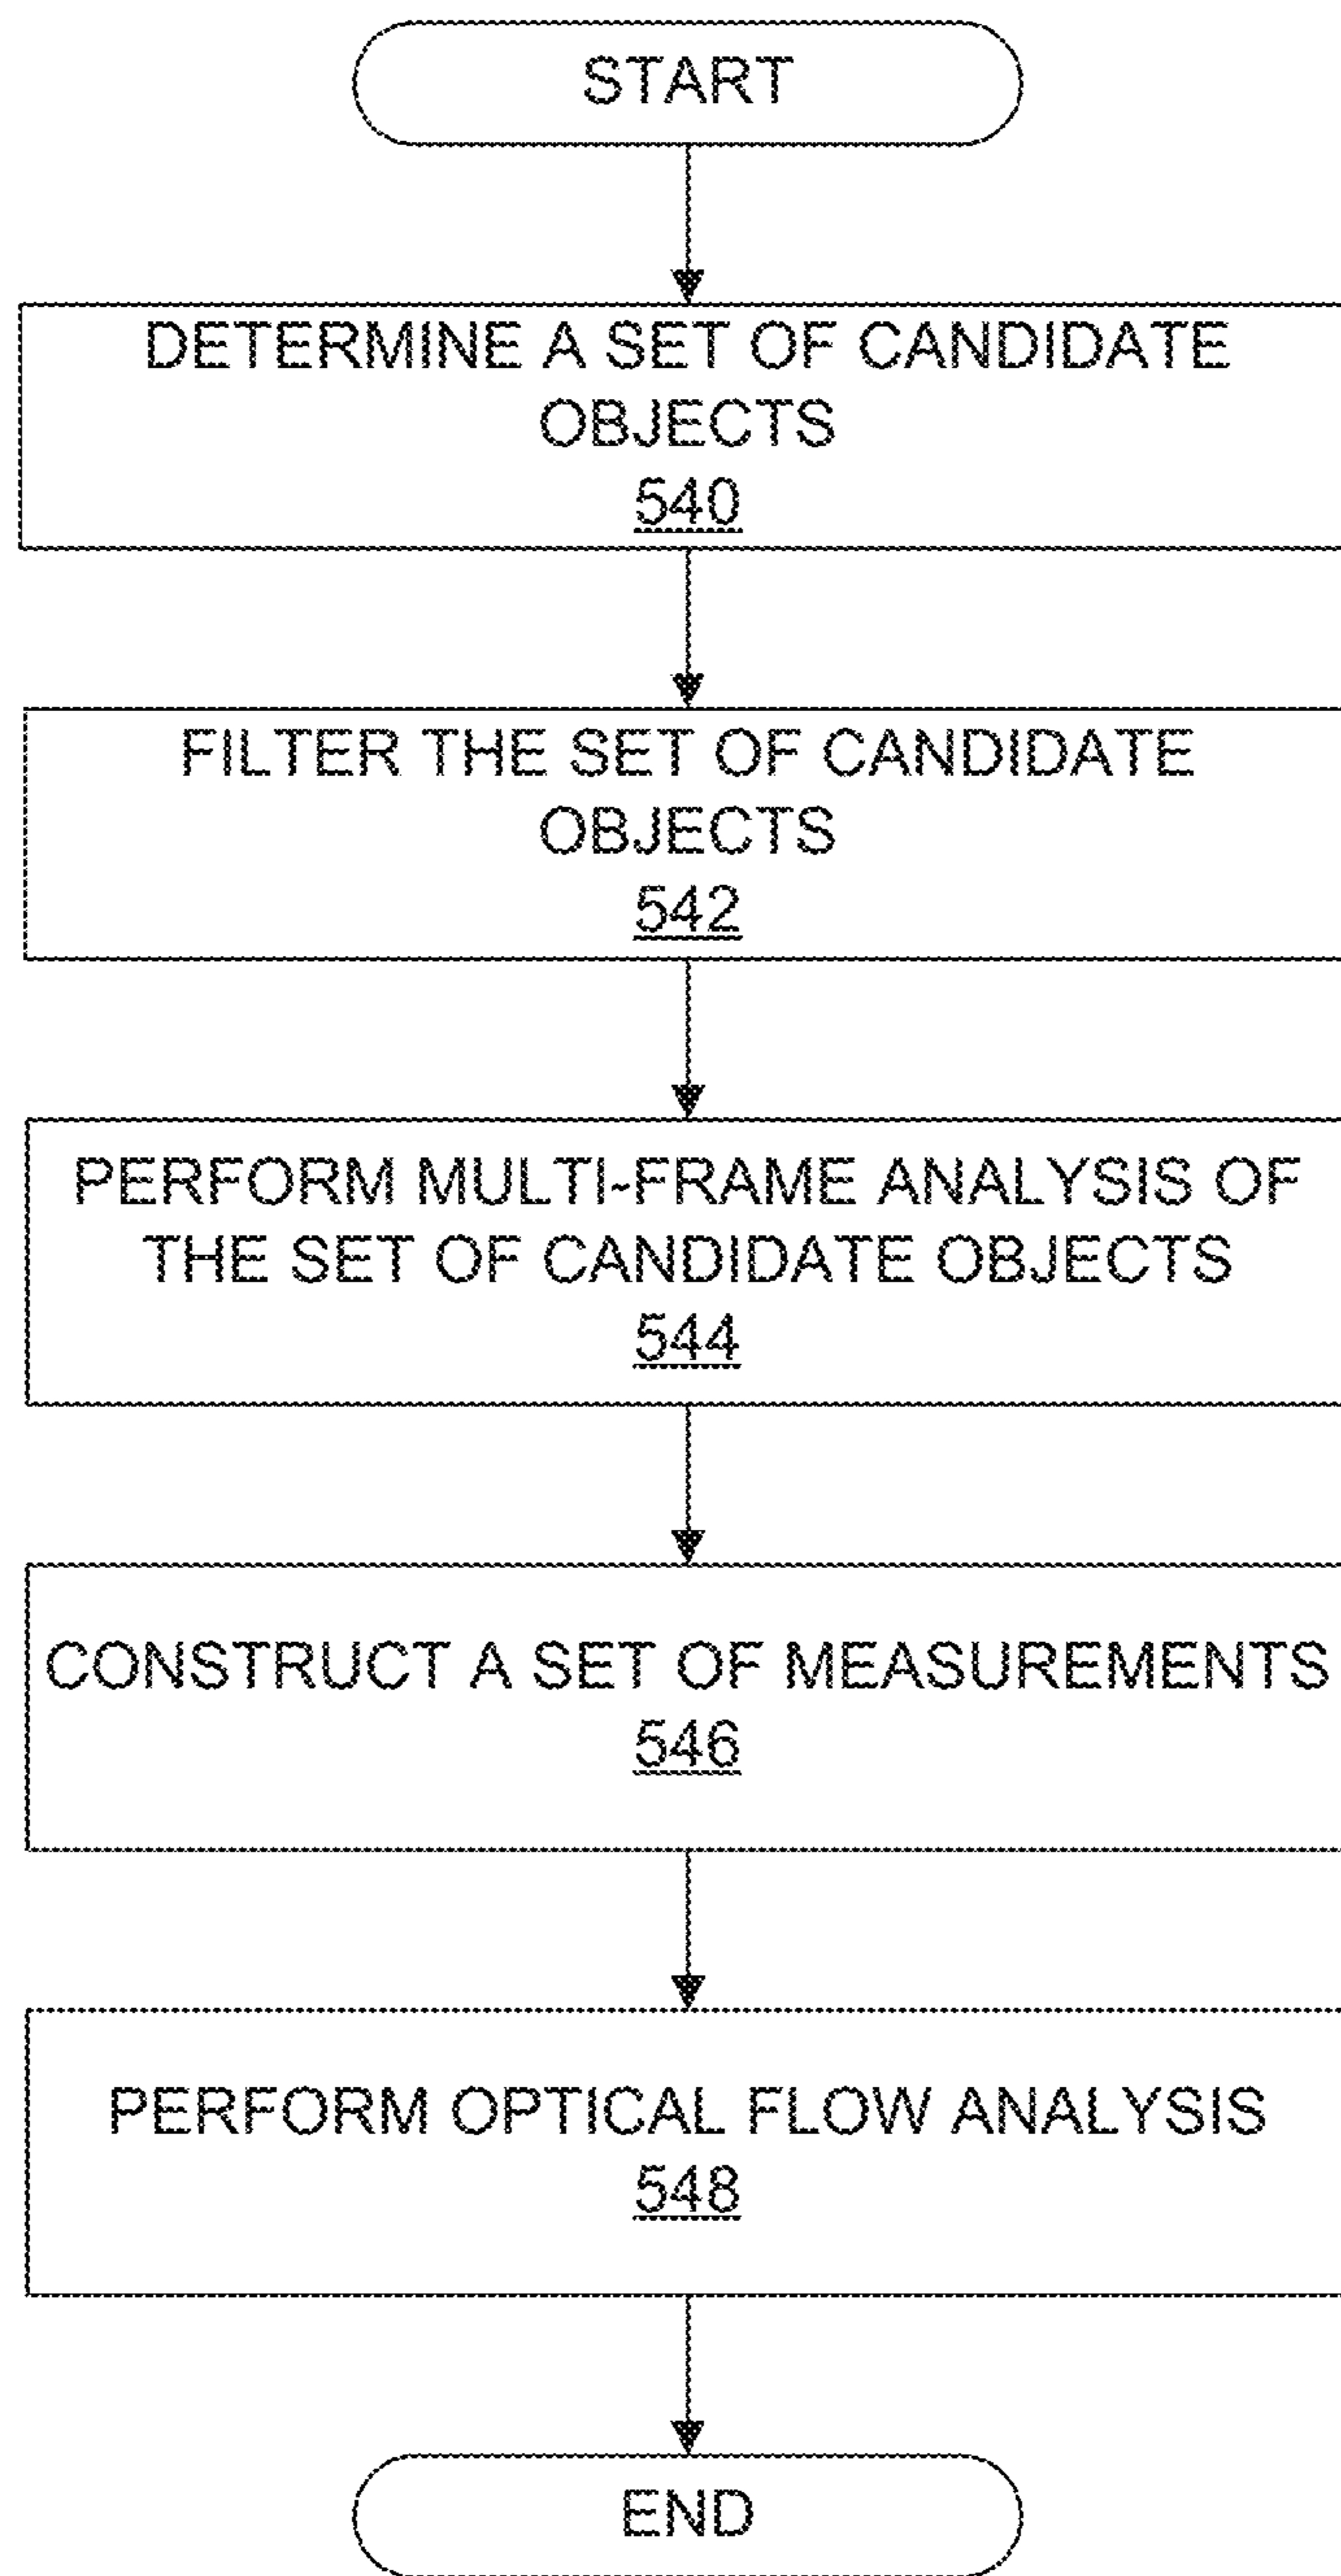 START
DETERMINE A SET OF CANDIDATE
OBJECTS
540
FILTER THE SET OF CANDIDATE
OBJECTS
542
PERFORM MULTI-FRAME ANALYSIS OF
THE SET OF CANDIDATE OBJECTS
544
CONSTRUCT A SET OF MEASUREMENTS
546
PERFORM OPTICAL FLOW ANALYSIS
548
END